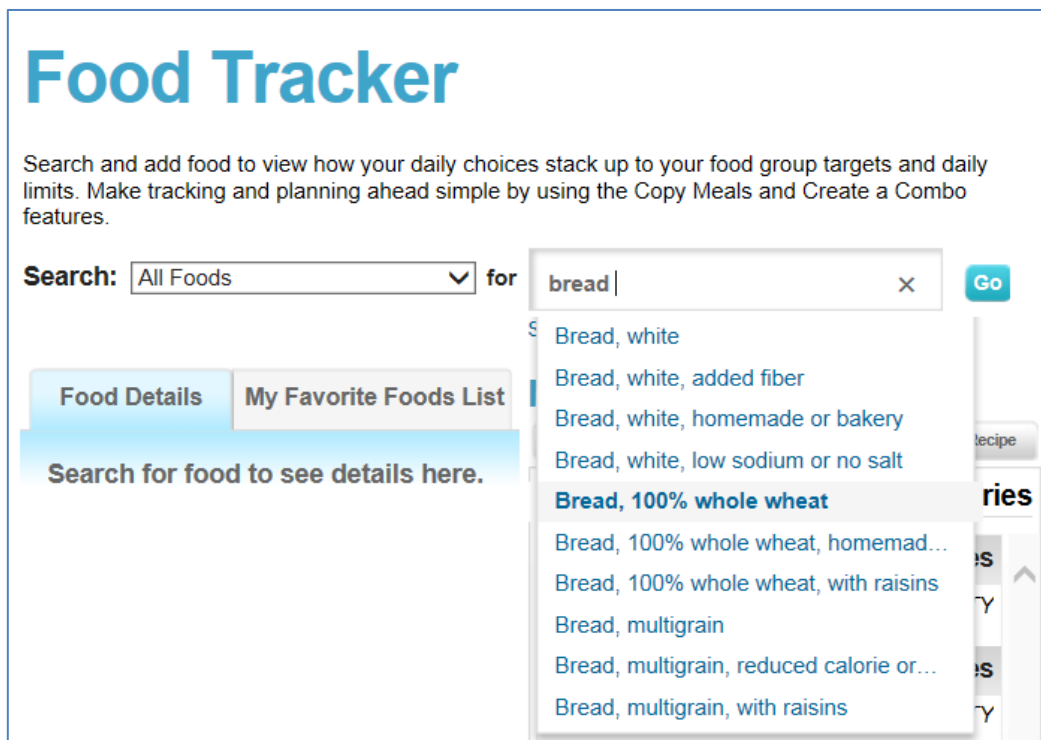 Food Tracker
Search and add food to view how your daily choices stack up to your food group targets and daily
limits. Make tracking and planning ahead simple by using the Copy Meals and Create a Combo
features.
Search: All Foods for bread Go
Bread, white
Bread, white, added fiber
Bread, white, homemade or bakery
Bread, white, low sodium or no salt
Bread, 100% whole wheat
Bread, 100% whole wheat, homemad...
Bread, 100% whole wheat, with raisins
Bread, multigrain
Bread, multigrain, reduced calorie or...
Bread, multigrain, with raisins
Food Details My Favorite Foods List
Search for food to see details here.